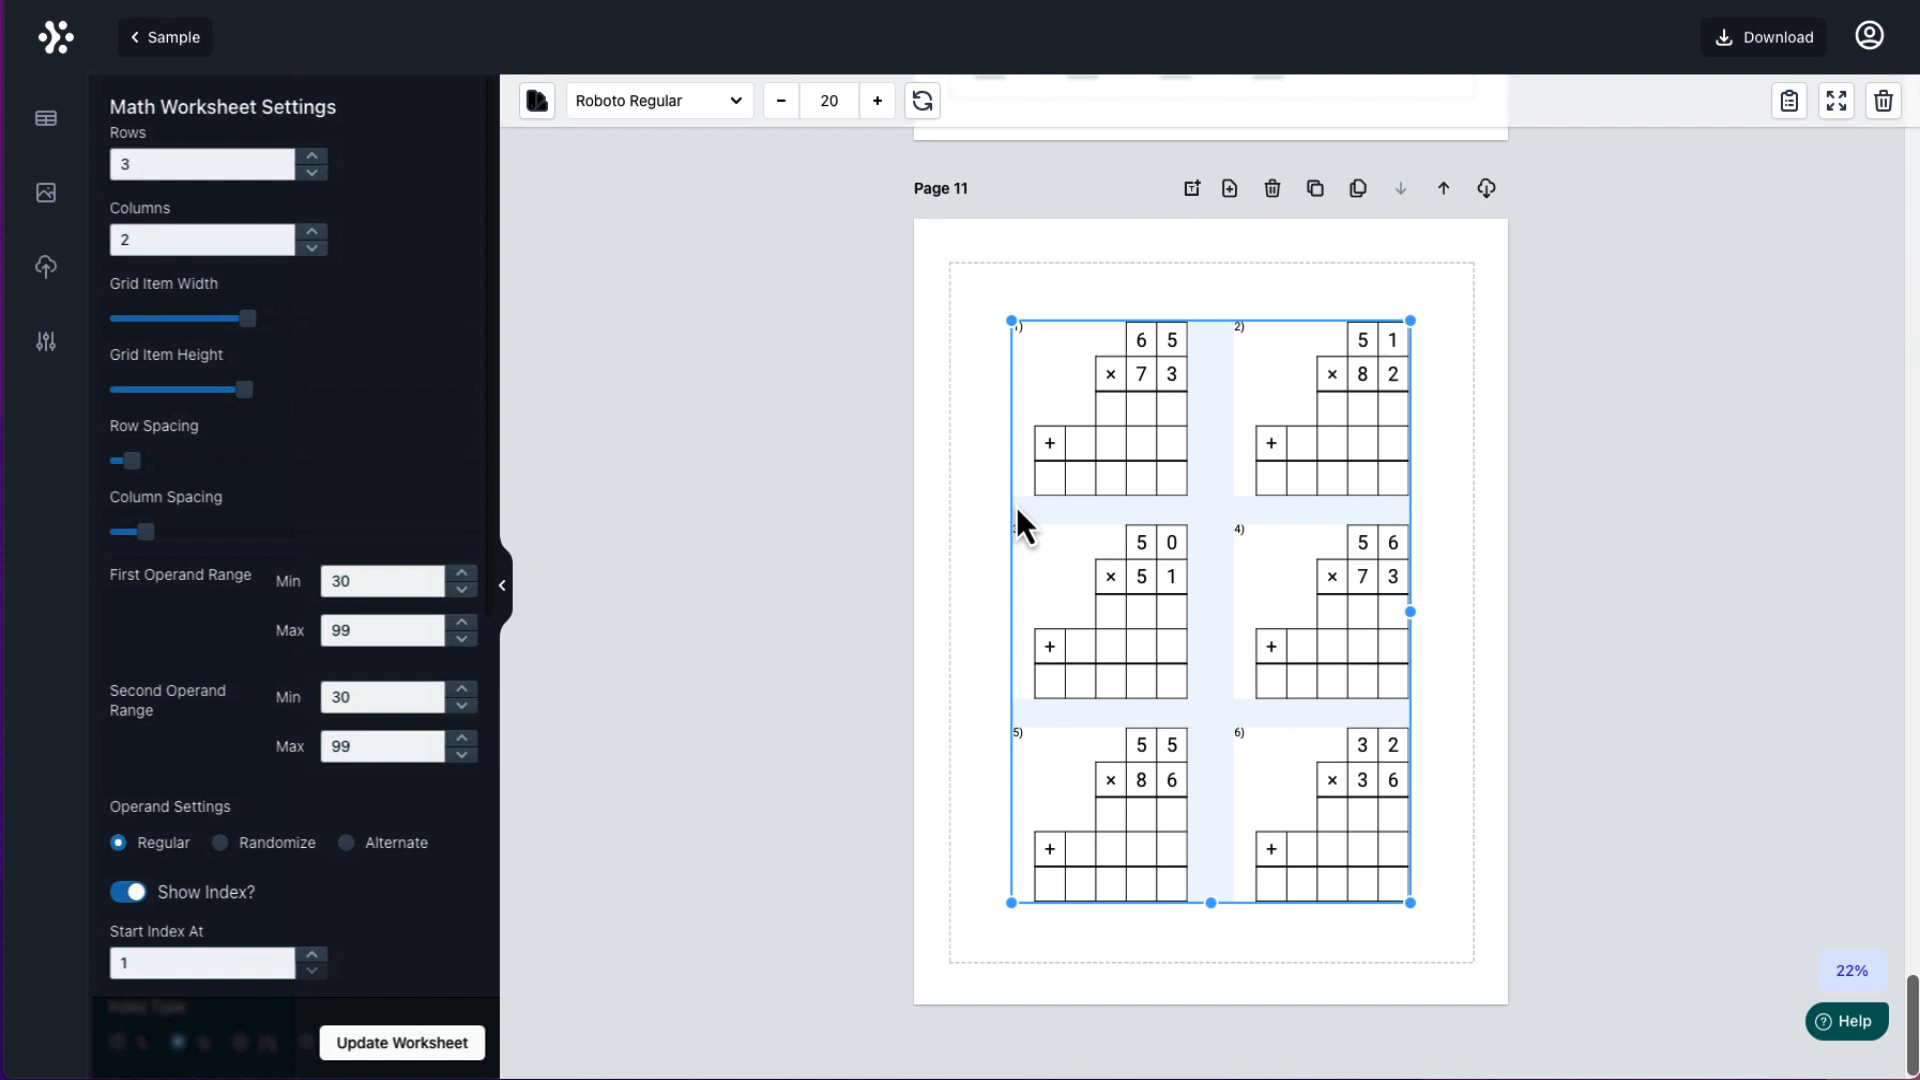 Sample
Download
Math Worksheet Settings
Rows
3
Columns
2
Grid Item Width
Grid Item Height
Row Spacing
Column Spacing
First Operand Range
Min 30
Max 99
Second Operand
Range
Min 30
Max 99
Operand Settings
Regular Randomize Alternate
Show Index?
Start Index At
1
Index Type
Update Worksheet
Roboto Regular
- 20 +
Page 11
1)
6 5
× 7 3
+
2)
5 1
× 8 2
+
5 0
× 5 1
+
4)
5 6
× 7 3
+
5)
5 5
× 8 6
+
6)
3 2
× 3 6
+
22%
? Help